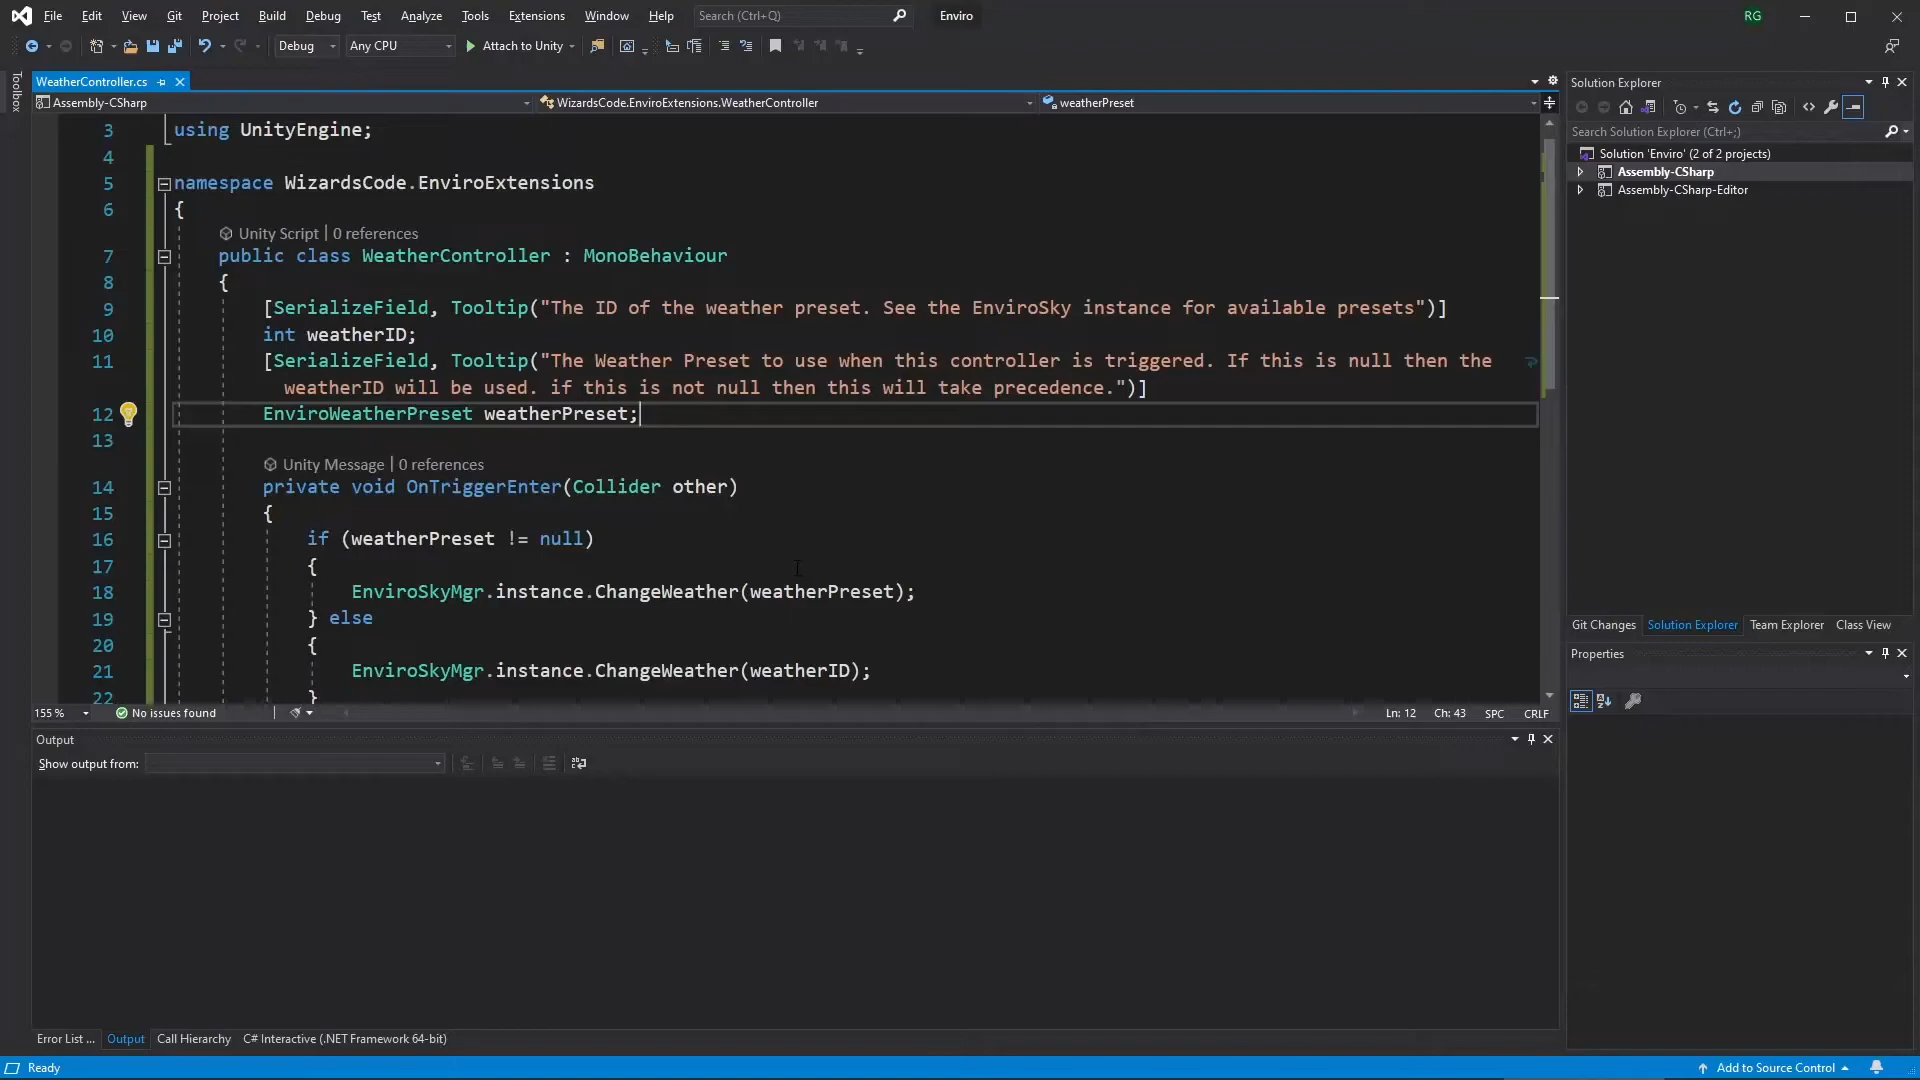 File Edit View Git Project Build Debug Test Analyze Tools Extensions Window Help Search (Ctrl+Q) Enviro RG
Debug Any CPU Attach to Unity
Toolbox
WeatherController.cs
Assembly-CSharp WizardsCode.EnviroExtensions.WeatherController weatherPreset
3 using UnityEngine;
4
5 namespace WizardsCode.EnviroExtensions
6 {
Unity Script | 0 references
7 public class WeatherController : MonoBehaviour
8 {
9 [SerializeField, Tooltip("The ID of the weather preset. See the EnviroSky instance for available presets")]
10 int weatherID;
11 [SerializeField, Tooltip("The Weather Preset to use when this controller is triggered. If this is null then the
weatherID will be used. if this is not null then this will take precedence.")]
12 EnviroWeatherPreset weatherPreset;
13
Unity Message | 0 references
14 private void OnTriggerEnter(Collider other)
15 {
16 if (weatherPreset != null)
17 {
18 EnviroSkyMgr.instance.ChangeWeather(weatherPreset);
19 } else
20 {
21 EnviroSkyMgr.instance.ChangeWeather(weatherID);
22 }
155 % No issues found Ln: 12 Ch: 43 SPC CRLF
Output
Show output from:
Error List ... Output Call Hierarchy C# Interactive (.NET Framework 64-bit)
Solution Explorer
Search Solution Explorer (Ctrl+;)
Solution 'Enviro' (2 of 2 projects)
Assembly-CSharp
Assembly-CSharp-Editor
Git Changes Solution Explorer Team Explorer Class View
Properties
Ready Add to Source Control